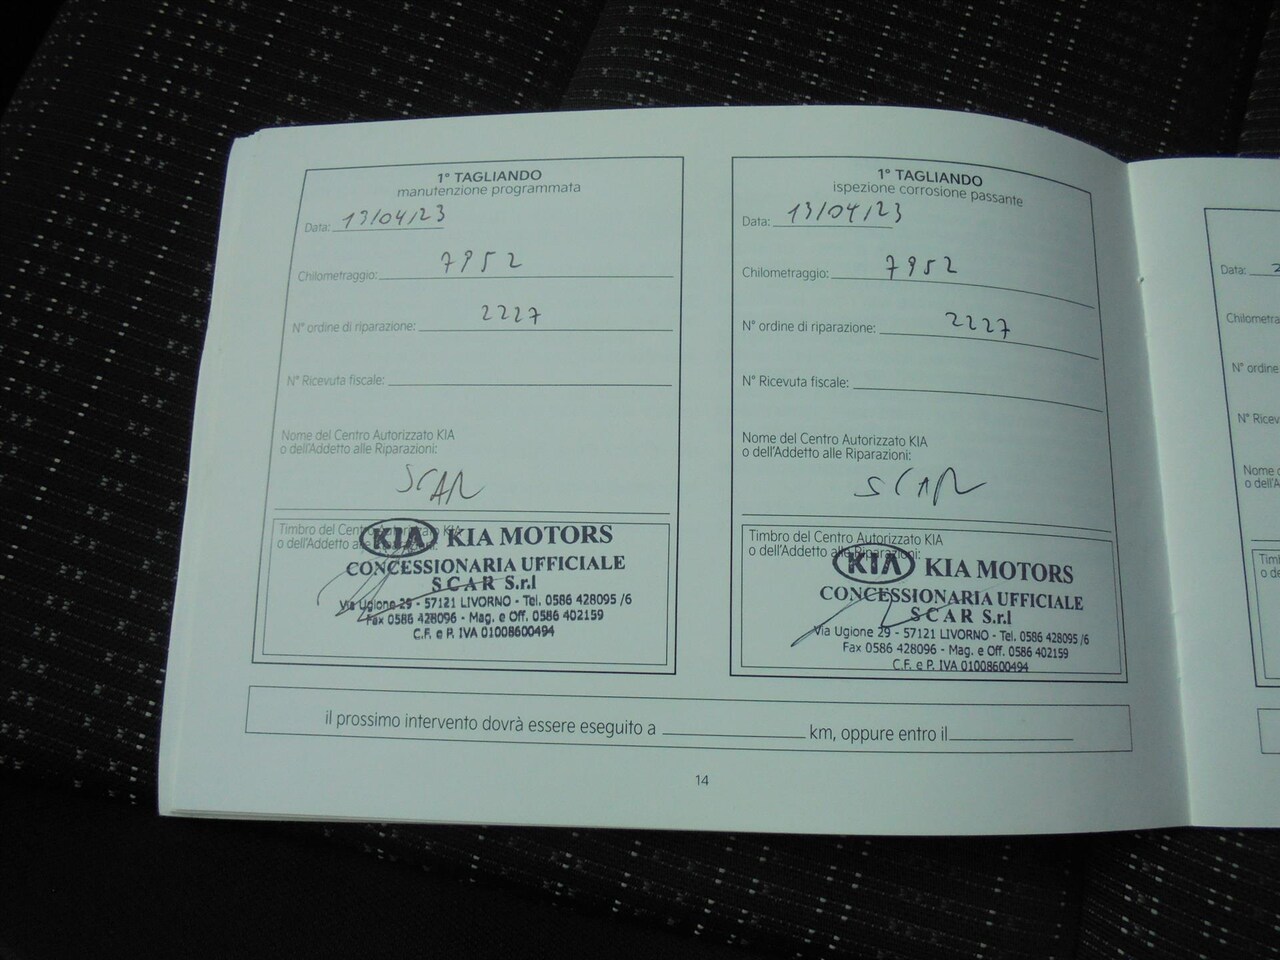 1° TAGLIANDO
manutenzione programmata
Data: 13/04/23
Chilometraggio: 7952
N° ordine di riparazione: 2227
N° Ricevuta fiscale:
Nome del Centro Autorizzato KIA
o dell'Addetto alle Riparazioni:
SCAR
Timbro del Centro Autorizzato KIA
o dell'Addetto alle Riparazioni:
KIA KIA MOTORS
CONCESSIONARIA UFFICIALE
SCAR S.r.l
Via Ugione 29 - 57121 LIVORNO - Tel. 0586 428095 /6
Fax 0586 428096 - Mag. e Off. 0586 402159
C.F. e P. IVA 01008600494
1° TAGLIANDO
ispezione corrosione passante
Data: 13/04/23
Chilometraggio: 7952
N° ordine di riparazione: 2227
N° Ricevuta fiscale:
Nome del Centro Autorizzato KIA
o dell'Addetto alle Riparazioni:
SCAR
Timbro del Centro Autorizzato KIA
o dell'Addetto alle Riparazioni:
KIA KIA MOTORS
CONCESSIONARIA UFFICIALE
SCAR S.r.l
Via Ugione 29 - 57121 LIVORNO - Tel. 0586 428095 /6
Fax 0586 428096 - Mag. e Off. 0586 402159
C.F. e P. IVA 01008600494
il prossimo intervento dovrà essere eseguito a km, oppure entro il
14
Data:
N° ordine